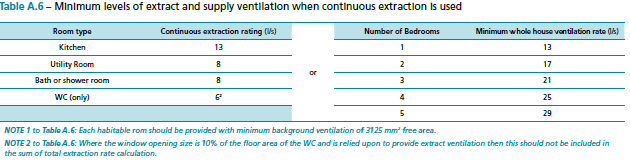 Table A.6 – Minimum levels of extract and supply ventilation when continuous extraction is used
Room type Continuous extraction rating (l/s) Number of Bedrooms Minimum whole house ventilation rate (l/s)
Kitchen 13 1 13
Utility Room 8 2 17
or
Bath or shower room 8 3 21
WC (only) 6² 4 25
5 29
NOTE 1 to Table A.6: Each habitable rom should be provided with minimum background ventilation of 3125 mm² free area.
NOTE 2 to Table A.6: Where the window opening size is 10% of the floor area of the WC and is relied upon to provide extract ventilation then this should not be included in
the sum of total extraction rate calculation.